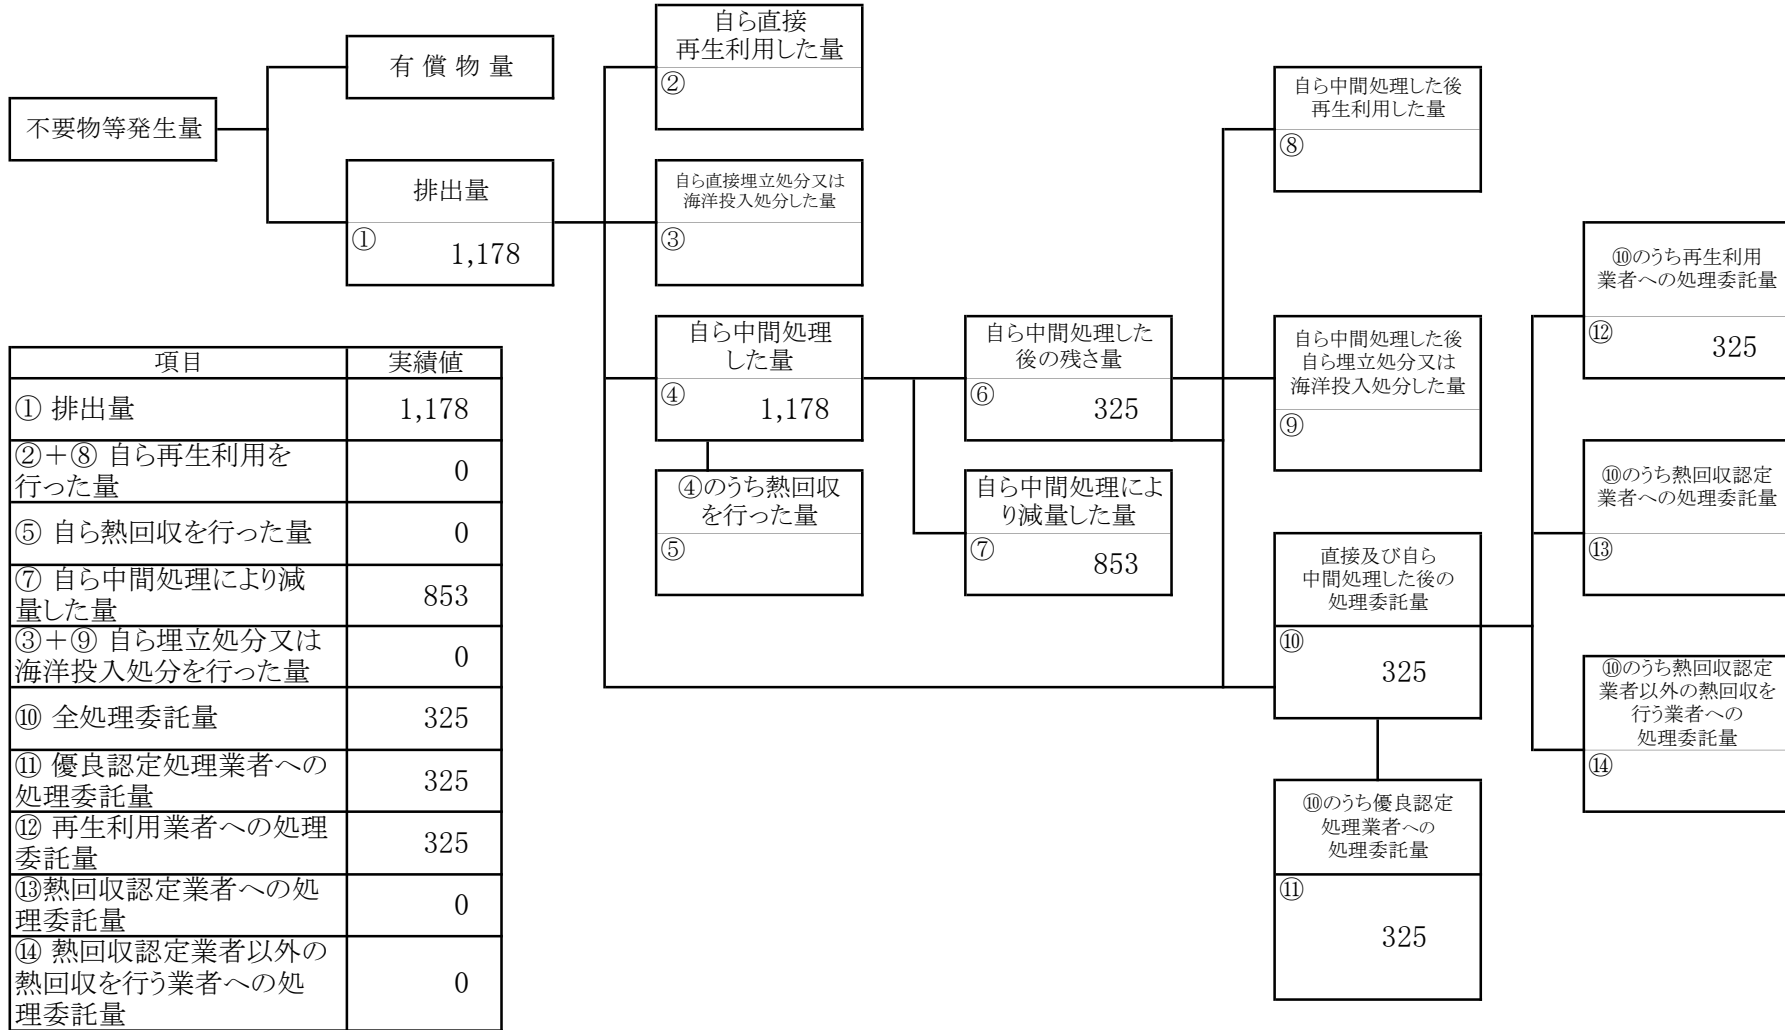 自ら直接
再生利用した量
②
有 償 物 量
不要物等発生量
排出量
①
1,178
自ら直接埋立処分又は
海洋投入処分した量
③
自ら中間処理した後
再生利用した量
⑧
自ら中間処理
した量
④
1,178
自ら中間処理した
後の残さ量
⑥
325
自ら中間処理した後
自ら埋立処分又は
海洋投入処分した量
⑨
⑩のうち再生利用
業者への処理委託量
⑫
325
④のうち熱回収
を行った量
⑤
自ら中間処理によ
り減量した量
⑦
853
直接及び自ら
中間処理した後の
処理委託量
⑩
325
⑩のうち熱回収認定
業者への処理委託量
⑬
⑩のうち熱回収認定
業者以外の熱回収を
行う業者への
処理委託量
⑭
⑩のうち優良認定
処理業者への
処理委託量
⑪
325
項目 実績値
① 排出量 1,178
②＋⑧ 自ら再生利用を
行った量 0
⑤ 自ら熱回収を行った量 0
⑦ 自ら中間処理により減
量した量 853
③＋⑨ 自ら埋立処分又は
海洋投入処分を行った量 0
⑩ 全処理委託量 325
⑪ 優良認定処理業者への
処理委託量 325
⑫ 再生利用業者への処理
委託量 325
⑬熱回収認定業者への処
理委託量 0
⑭ 熱回収認定業者以外の
熱回収を行う業者への処
理委託量 0